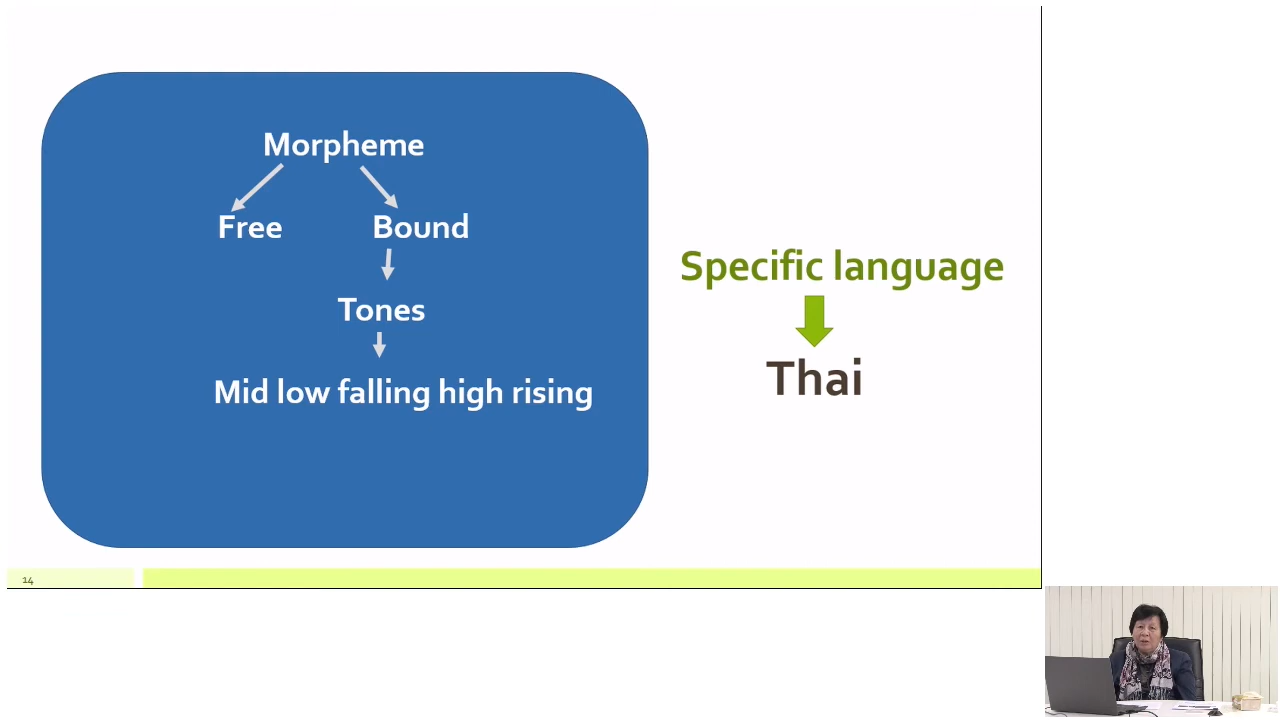 Morpheme
Free Bound
Tones
Mid low falling high rising
Specific language
Thai
14